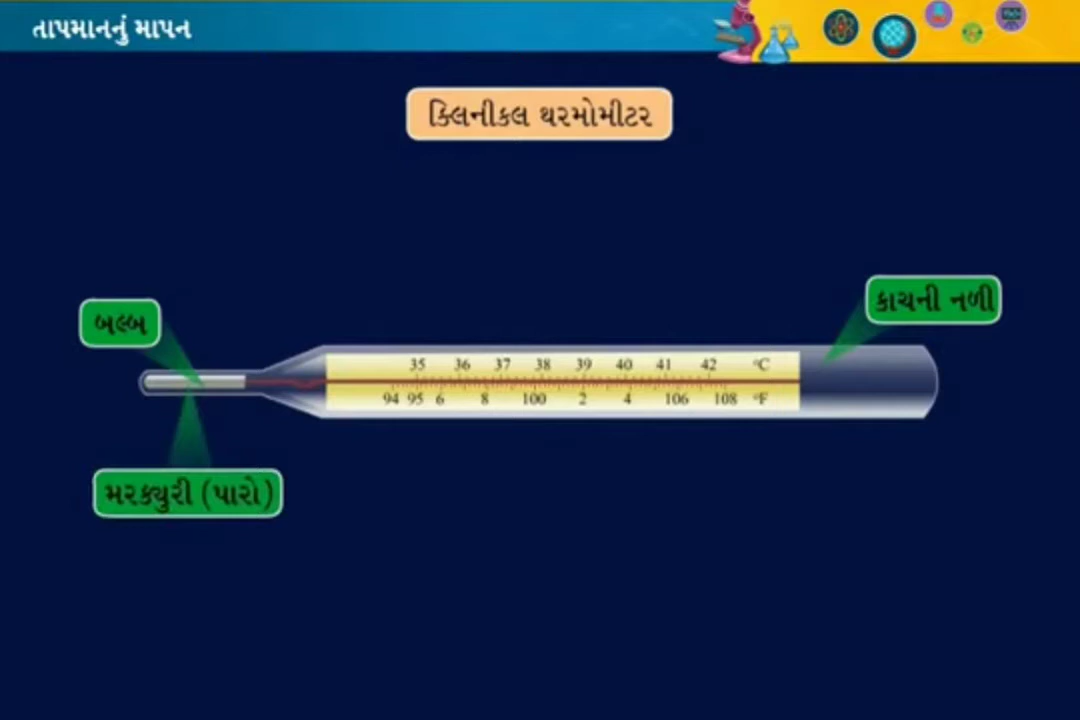 તાપમાનનું માપન
ક્લિનીકલ થરમોમીટર
કાચની નળી
બલ્બ
35 36 37 38 39 40 41 42 °C
94 95 6 8 100 2 4 106 108 °F
મરક્યુરી (પારો)